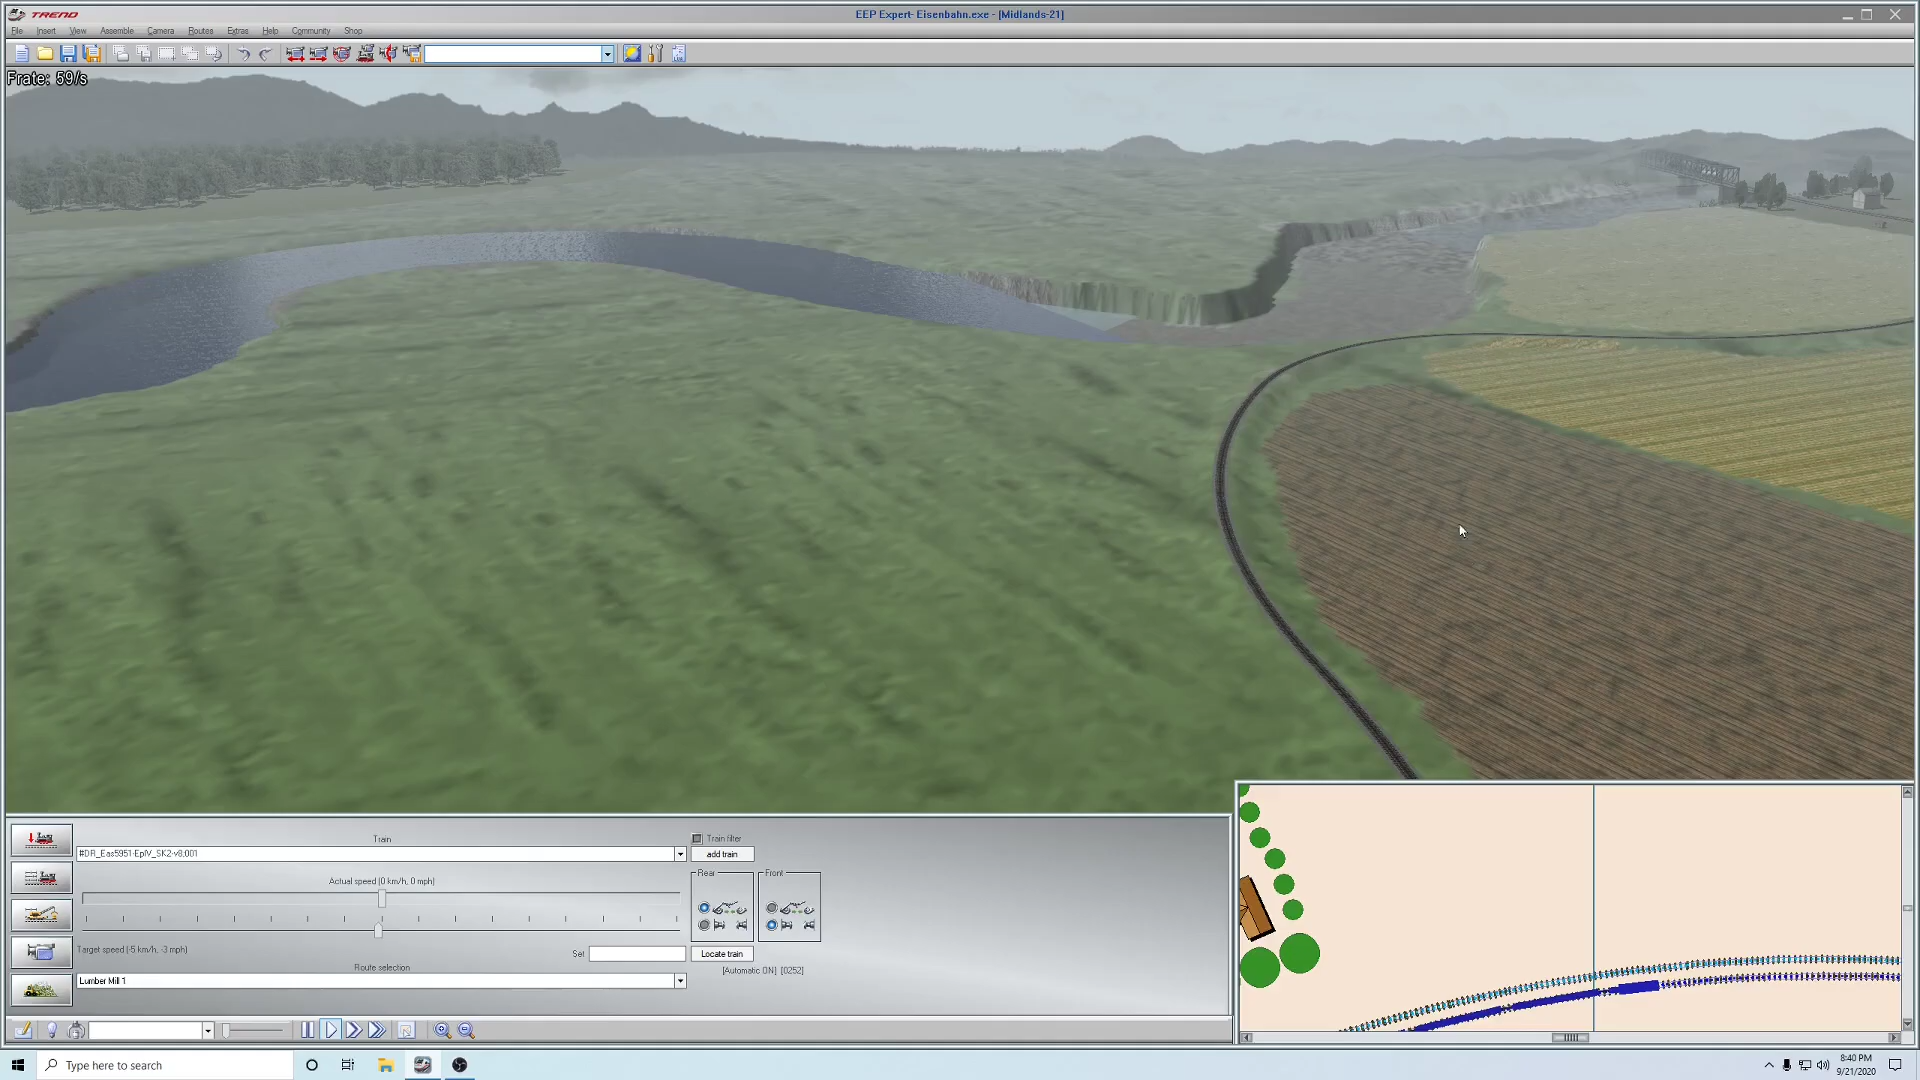 TREND
EEP Expert- Eisenbahn.exe - [Midlands-21]
File Insert View Assemble Camera Routes Extras Help Community Shop
Frate: 59/s
Train
Train filter
#DR_Eas5951-EpIV_SK2-v8;001
add train
Actual speed (0 km/h, 0 mph)
Rear
Front
Target speed (-5 km/h, -3 mph)
Set
Locate train
Route selection
[Automatic ON] [0252]
Lumber Mill 1
Type here to search
8:40 PM
9/21/2020